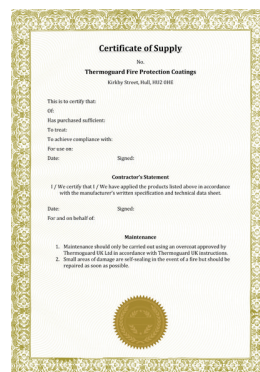 Certificate of Supply
No.
Thermoguard Fire Protection Coatings
Kirkby Street, Hull, HU2 0HE
This is to certify that:
Of:
Has purchased sufficient:
To treat:
To achieve compliance with:
For use on:
Date: Signed:
Contractor's Statement
I / We certify that I / We have applied the products listed above in accordance
with the manufacturer's written specification and technical data sheet.
Date: Signed:
For and on behalf of:
Maintenance
1. Maintenance should only be carried out using an overcoat approved by
Thermoguard UK Ltd in accordance with Thermoguard UK instructions.
2. Small areas of damage are self-sealing in the event of a fire but should be
repaired as soon as possible.